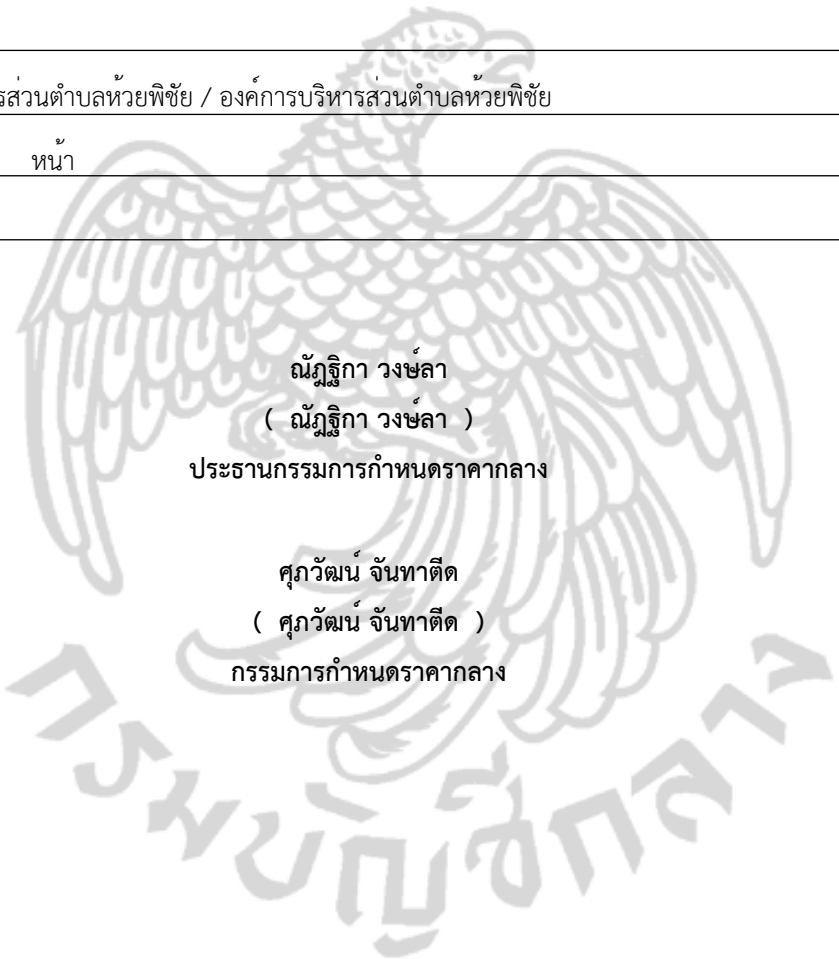 ส่วนตำบลห้วยพิชัย / องค์การบริหารส่วนตำบลห้วยพิชัย
หน้า
ณัฎฐิกา วงษ์ลา
( ณัฎฐิกา วงษ์ลา )
ประธานกรรมการกำหนดราคากลาง
ศุภวัฒน์ จันทาตีด
( ศุภวัฒน์ จันทาตีด )
กรรมการกำหนดราคากลาง
กรมบัญชีกลาง